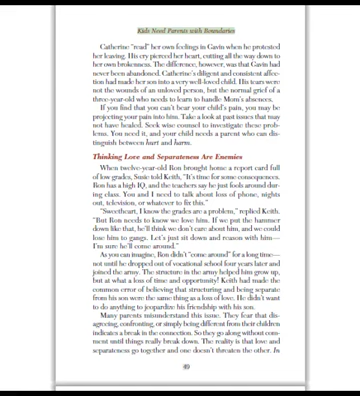 Kids Need Parents with Boundaries
Catherine "read" her own feelings in Gavin when he protested
her leaving. His cry pierced her heart, cutting all the way down to
her own brokenness. The difference, however, was that Gavin had
never been abandoned. Catherine's diligent and consistent affec-
tion had made her son into a very well-loved child. His tears were
not the wounds of an unloved person, but the normal grief of a
three-year-old who needs to learn to handle Mom's absences.
If you find that you can't bear your child's pain, you may be
projecting your pain into him. Take a look at past issues that may
not have healed. Seek wise counsel to investigate these prob-
lems. You need it, and your child needs a parent who can dis-
tinguish between hurt and harm.
Thinking Love and Separateness Are Enemies
When twelve-year-old Ron brought home a report card full
of low grades, Susie told Keith, "It's time for some consequences.
Ron has a high IQ, and the teachers say he just fools around dur-
ing class. You and I need to talk about loss of phone, nights
out, television, or whatever to fix this."
"Sweetheart, I know the grades are a problem," replied Keith.
"But Ron needs to know we love him. If we put the hammer
down like that, he'll think we don't care about him, and we could
lose him to gangs. Let's just sit down and reason with him—
I'm sure he'll come around."
As you can imagine, Ron didn't "come around" for a long time—
not until he dropped out of vocational school four years later and
joined the army. The structure in the army helped him grow up,
but at what a loss of time and opportunity! Keith had made the
common error of believing that structuring and being separate
from his son were the same thing as a loss of love. He didn't want
to do anything to jeopardize his friendship with his son.
Many parents misunderstand this issue. They fear that dis-
agreeing, confronting, or simply being different from their children
indicates a break in the connection. So they go along without com-
ment until things really break down. The reality is that love and
separateness go together and one doesn't threaten the other. In
49